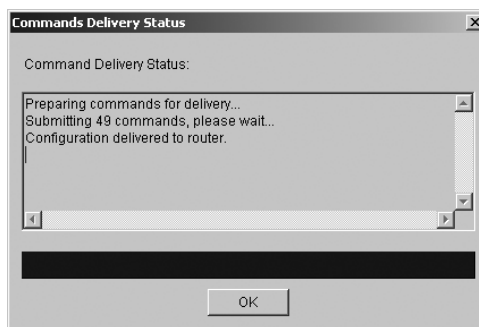 Commands Delivery Status
Command Delivery Status:
Preparing commands for delivery...
Submitting 49 commands, please wait...
Configuration delivered to router.
OK